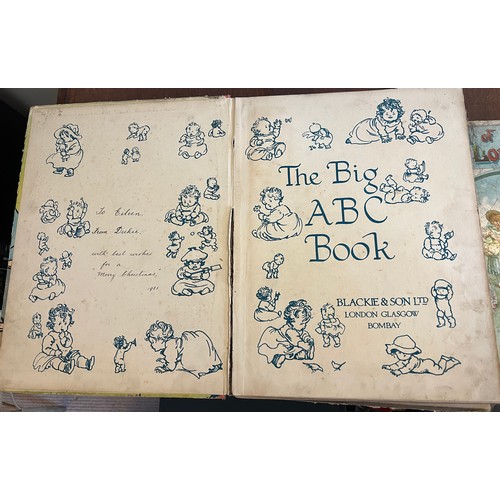 To Eileen
from
with best wishes
for a
"Merry Christmas"
The Big
ABC
Book
BLACKIE & SON LTD
LONDON GLASGOW
BOMBAY